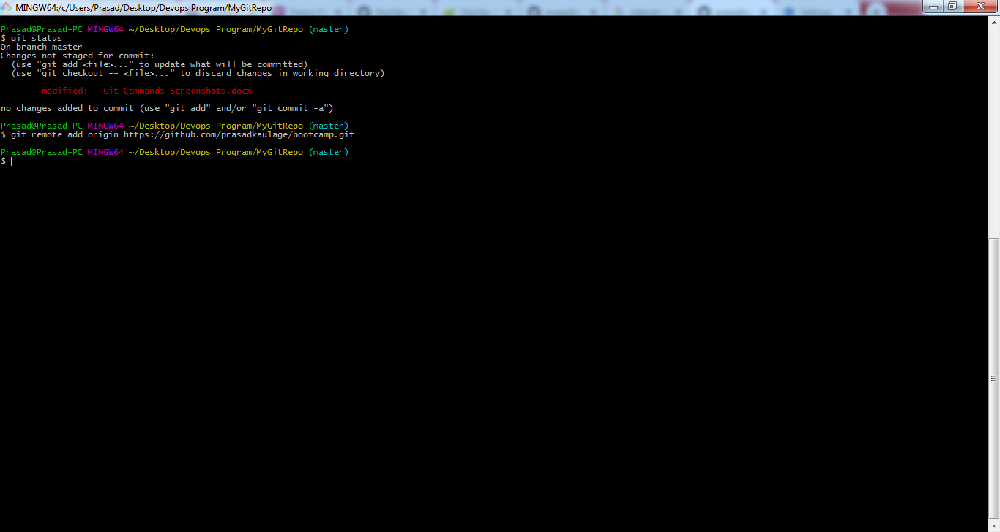 MINGW64:/c/Users/Prasad/Desktop/Devops Program/MyGitRepo
Prasad@Prasad-PC MINGW64 ~/Desktop/Devops Program/MyGitRepo (master)
$ git status
On branch master
Changes not staged for commit:
  (use "git add <file>..." to update what will be committed)
  (use "git checkout -- <file>..." to discard changes in working directory)
        modified:   Git Commands Screenshots.docx
no changes added to commit (use "git add" and/or "git commit -a")
Prasad@Prasad-PC MINGW64 ~/Desktop/Devops Program/MyGitRepo (master)
$ git remote add origin https://github.com/prasadkaulage/bootcamp.git
Prasad@Prasad-PC MINGW64 ~/Desktop/Devops Program/MyGitRepo (master)
$